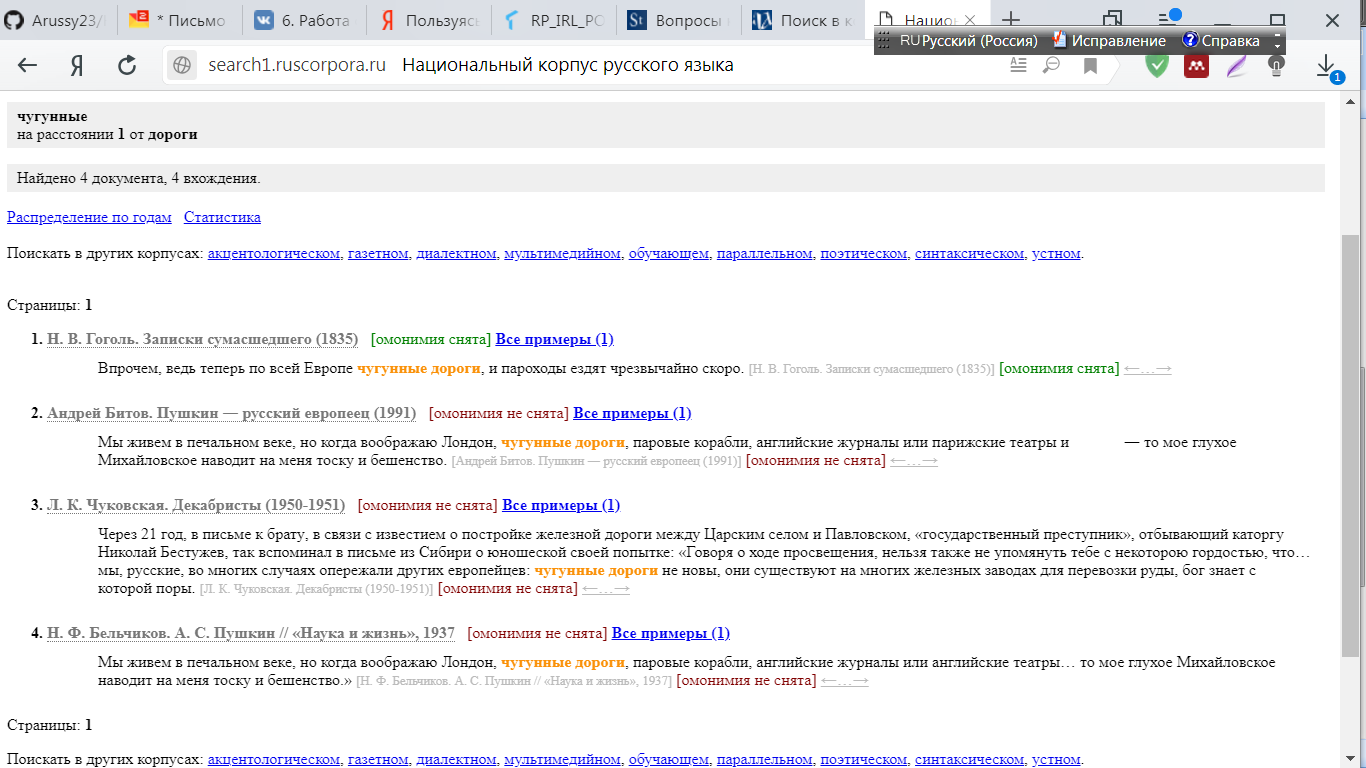 Arussy23/
* Письмо
6. Работа
Пользуясь
RP_IRL_PO
Вопросы
Поиск в к
Национ
RU Русский (Россия) Исправление Справка
search1.ruscorpora.ru Национальный корпус русского языка
1
чугунные
на расстоянии 1 от дороги
Найдено 4 документа, 4 вхождения.
Распределение по годам Статистика
Поискать в других корпусах: акцентологическом, газетном, диалектном, мультимедийном, обучающем, параллельном, поэтическом, синтаксическом, устном.
Страницы: 1
1. Н. В. Гоголь. Записки сумасшедшего (1835) [омонимия снята] Все примеры (1)
Впрочем, ведь теперь по всей Европе чугунные дороги, и пароходы ездят чрезвычайно скоро. [Н. В. Гоголь. Записки сумасшедшего (1835)] [омонимия снята] ←…→
2. Андрей Битов. Пушкин — русский европеец (1991) [омонимия не снята] Все примеры (1)
Мы живем в печальном веке, но когда воображаю Лондон, чугунные дороги, паровые корабли, английские журналы или парижские театры и — то мое глухое
Михайловское наводит на меня тоску и бешенство. [Андрей Битов. Пушкин — русский европеец (1991)] [омонимия не снята] ←…→
3. Л. К. Чуковская. Декабристы (1950-1951) [омонимия не снята] Все примеры (1)
Через 21 год, в письме к брату, в связи с известием о постройке железной дороги между Царским селом и Павловском, «государственный преступник», отбывающий каторгу
Николай Бестужев, так вспоминал в письме из Сибири о юношеской своей попытке: «Говоря о ходе просвещения, нельзя также не упомянуть тебе с некоторою гордостью, что…
мы, русские, во многих случаях опережали других европейцев: чугунные дороги не новы, они существуют на многих железных заводах для перевозки руды, бог знает с
которой поры. [Л. К. Чуковская. Декабристы (1950-1951)] [омонимия не снята] ←…→
4. Н. Ф. Бельчиков. А. С. Пушкин // «Наука и жизнь», 1937 [омонимия не снята] Все примеры (1)
Мы живем в печальном веке, но когда воображаю Лондон, чугунные дороги, паровые корабли, английские журналы или английские театры… то мое глухое Михайловское
наводит на меня тоску и бешенство.» [Н. Ф. Бельчиков. А. С. Пушкин // «Наука и жизнь», 1937] [омонимия не снята] ←…→
Страницы: 1
Поискать в других корпусах: акцентологическом, газетном, диалектном, мультимедийном, обучающем, параллельном, поэтическом, синтаксическом, устном.